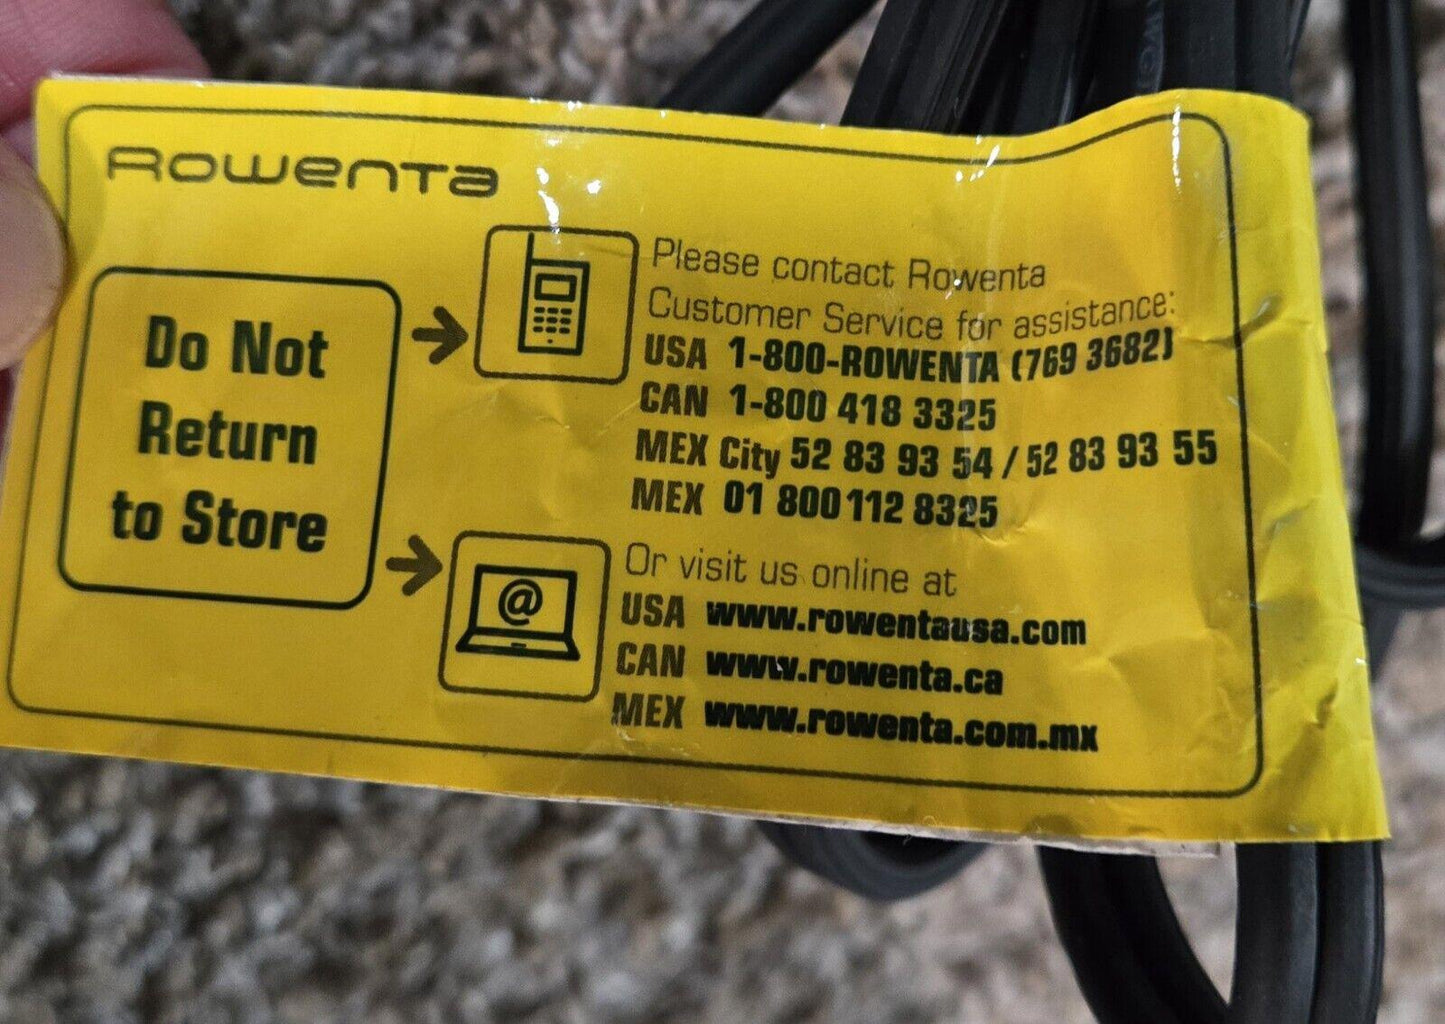 Rowenta
Do Not
Return
to Store
Please contact Rowenta
Customer Service for assistance:
USA 1-800-ROWENTA (769 3682)
CAN 1-800 418 3325
MEX City 52 83 93 54 / 52 83 93 55
MEX 01 800 112 8325
@
Or visit us online at
USA www.rowentausa.com
CAN www.rowenta.ca
MEX www.rowenta.com.mx